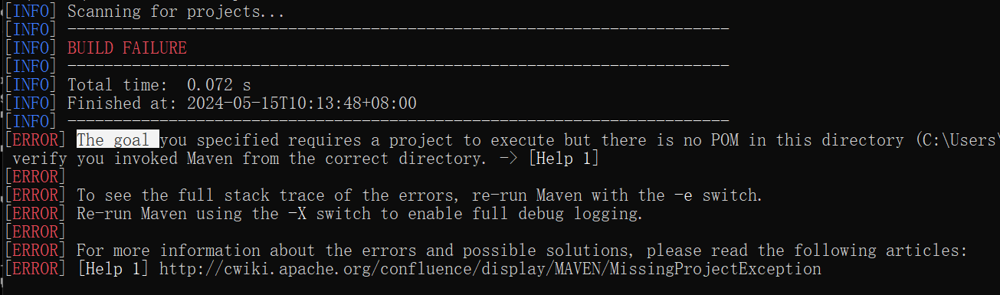 [INFO] Scanning for projects...
[INFO] ------------------------------------------------------------------------
[INFO] BUILD FAILURE
[INFO] ------------------------------------------------------------------------
[INFO] Total time:  0.072 s
[INFO] Finished at: 2024-05-15T10:13:48+08:00
[INFO] ------------------------------------------------------------------------
[ERROR] The goal you specified requires a project to execute but there is no POM in this directory (C:\Users\
verify you invoked Maven from the correct directory. -> [Help 1]
[ERROR]
[ERROR] To see the full stack trace of the errors, re-run Maven with the -e switch.
[ERROR] Re-run Maven using the -X switch to enable full debug logging.
[ERROR]
[ERROR] For more information about the errors and possible solutions, please read the following articles:
[ERROR] [Help 1] http://cwiki.apache.org/confluence/display/MAVEN/MissingProjectException